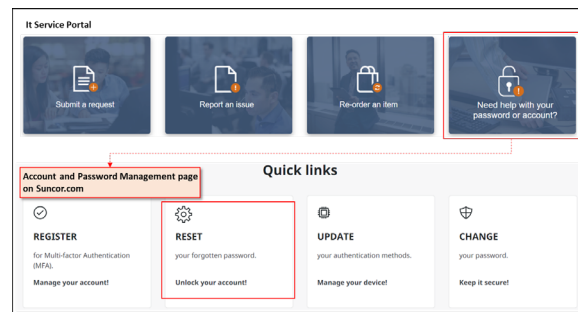 It Service Portal
Submit a request
Report an issue
Re-order an item
Need help with your
password or account?
Account and Password Management page
on Suncor.com
Quick links
REGISTER
for Multi-factor Authentication
(MFA).
Manage your account!
RESET
your forgotten password.
Unlock your account!
UPDATE
your authentication methods.
Manage your device!
CHANGE
your password.
Keep it secure!